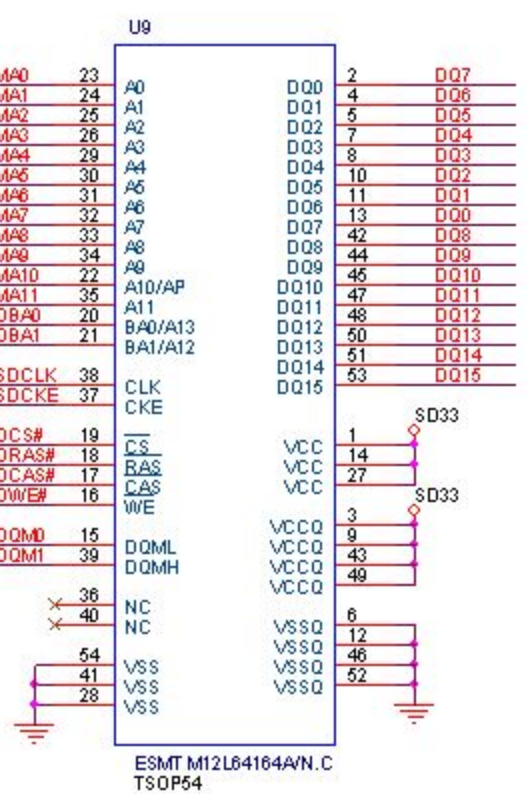 U9
MA0 23 A0 DQ0 2 DQ7
MA1 24 A1 DQ1 4 DQ6
MA2 25 A2 DQ2 5 DQ5
MA3 26 A3 DQ3 7 DQ4
MA4 29 A4 DQ4 8 DQ3
MA5 30 A5 DQ5 10 DQ2
MA6 31 A6 DQ6 11 DQ1
MA7 32 A7 DQ7 13 DQ0
MA8 33 A8 DQ8 42 DQ8
MA9 34 A9 DQ9 44 DQ9
MA10 22 A10/AP DQ10 45 DQ10
MA11 35 A11 DQ11 47 DQ11
DBA0 20 BA0/A13 DQ12 48 DQ12
DBA1 21 BA1/A12 DQ13 50 DQ13
DQ14 51 DQ14
SDCLK 38 CLK DQ15 53 DQ15
SDCKE 37 CKE
SD33
DCS# 19 CS VCC 1
DRAS# 18 RAS VCC 14
DCAS# 17 CAS VCC 27
DWE# 16 WE
SD33
VCCQ 3
DQM0 15 DQML VCCQ 9
DQM1 39 DQMH VCCQ 43
VCCQ 49
36 NC
40 NC VSSQ 6
VSSQ 12
54 VSS VSSQ 46
41 VSS VSSQ 52
28 VSS
ESMT M12L64164A/N.C
TSOP54